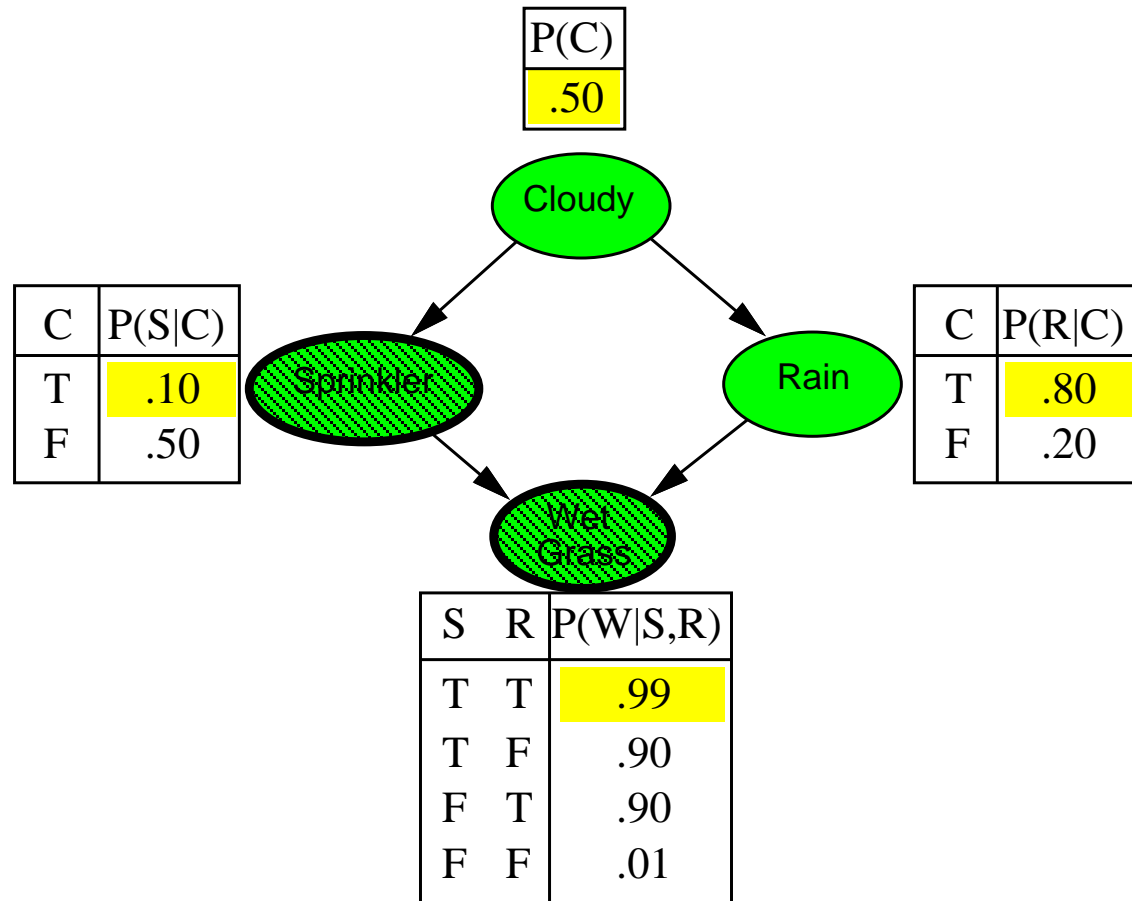 P(C)
.50
Cloudy
C P(S|C)
T .10
F .50
Sprinkler
Rain
C P(R|C)
T .80
F .20
Wet
Grass
S R P(W|S,R)
T T .99
T F .90
F T .90
F F .01